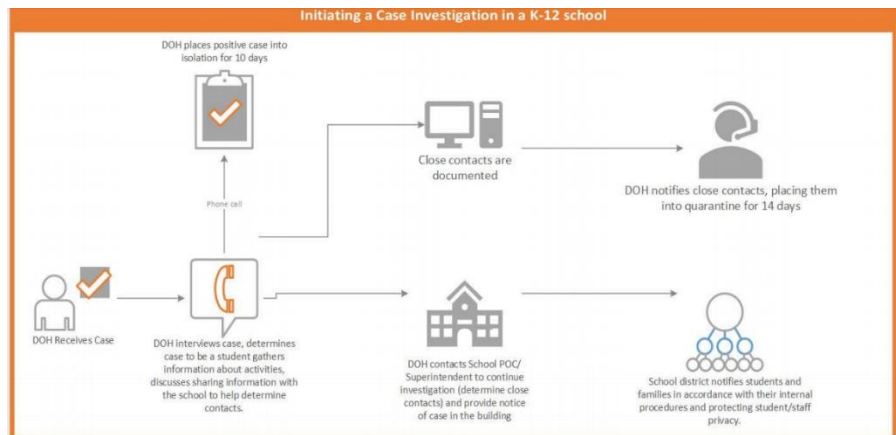 Initiating a Case Investigation in a K-12 school
DOH places positive case into
isolation for 10 days
Phone call
Close contacts are
documented
DOH notifies close contacts, placing them
into quarantine for 14 days
DOH Receives Case
DOH interviews case, determines
case to be a student gathers
information about activities,
discusses sharing information with
the school to help determine
contacts.
DOH contacts School POC/
Superintendent to continue
investigation (determine close
contacts) and provide notice
of case in the building
School district notifies students and
families in accordance with their internal
procedures and protecting student/staff
privacy.